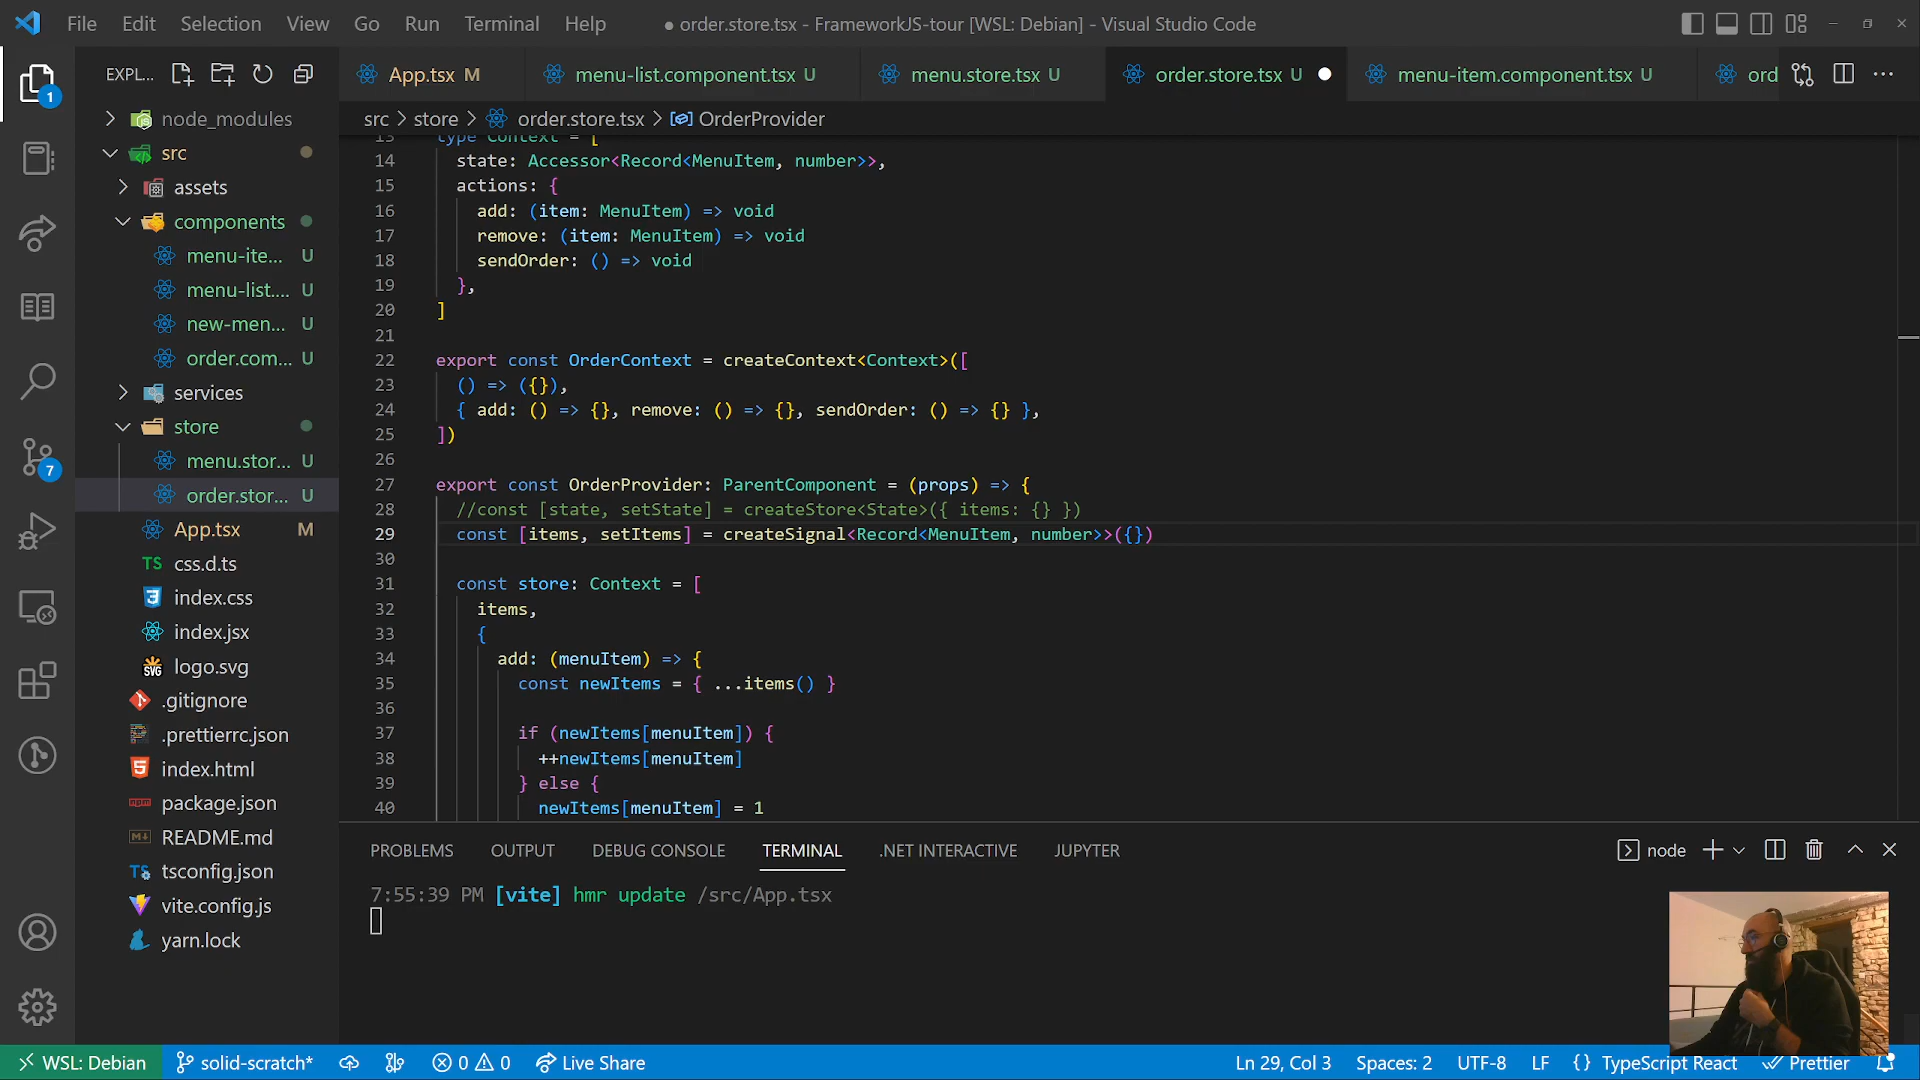 File Edit Selection View Go Run Terminal Help
● order.store.tsx - FrameworkJS-tour [WSL: Debian] - Visual Studio Code
EXPL...
App.tsx M
menu-list.component.tsx U
menu.store.tsx U
order.store.tsx U
menu-item.component.tsx U
ord
src > store > order.store.tsx > OrderProvider
1
7
node_modules
src
assets
components
menu-ite... U
menu-list.... U
new-men... U
order.com... U
services
store
menu.stor... U
order.stor... U
App.tsx M
TS css.d.ts
index.css
index.jsx
SVG logo.svg
.gitignore
.prettierrc.json
index.html
package.json
README.md
TS tsconfig.json
vite.config.js
yarn.lock
13 type Context = [
14 state: Accessor<Record<MenuItem, number>>,
15 actions: {
16 add: (item: MenuItem) => void
17 remove: (item: MenuItem) => void
18 sendOrder: () => void
19 },
20 ]
21
22 export const OrderContext = createContext<Context>([
23 () => ({}),
24 { add: () => {}, remove: () => {}, sendOrder: () => {} },
25 ])
26
27 export const OrderProvider: ParentComponent = (props) => {
28 //const [state, setState] = createStore<State>({ items: {} })
29 const [items, setItems] = createSignal<Record<MenuItem, number>>({})
30
31 const store: Context = [
32 items,
33 {
34 add: (menuItem) => {
35 const newItems = { ...items() }
36
37 if (newItems[menuItem]) {
38 ++newItems[menuItem]
39 } else {
40 newItems[menuItem] = 1
PROBLEMS OUTPUT DEBUG CONSOLE TERMINAL .NET INTERACTIVE JUPYTER
node
7:55:39 PM [vite] hmr update /src/App.tsx
WSL: Debian
solid-scratch*
0 0
Live Share
Ln 29, Col 3
Spaces: 2
UTF-8
LF
{} TypeScript React
Prettier